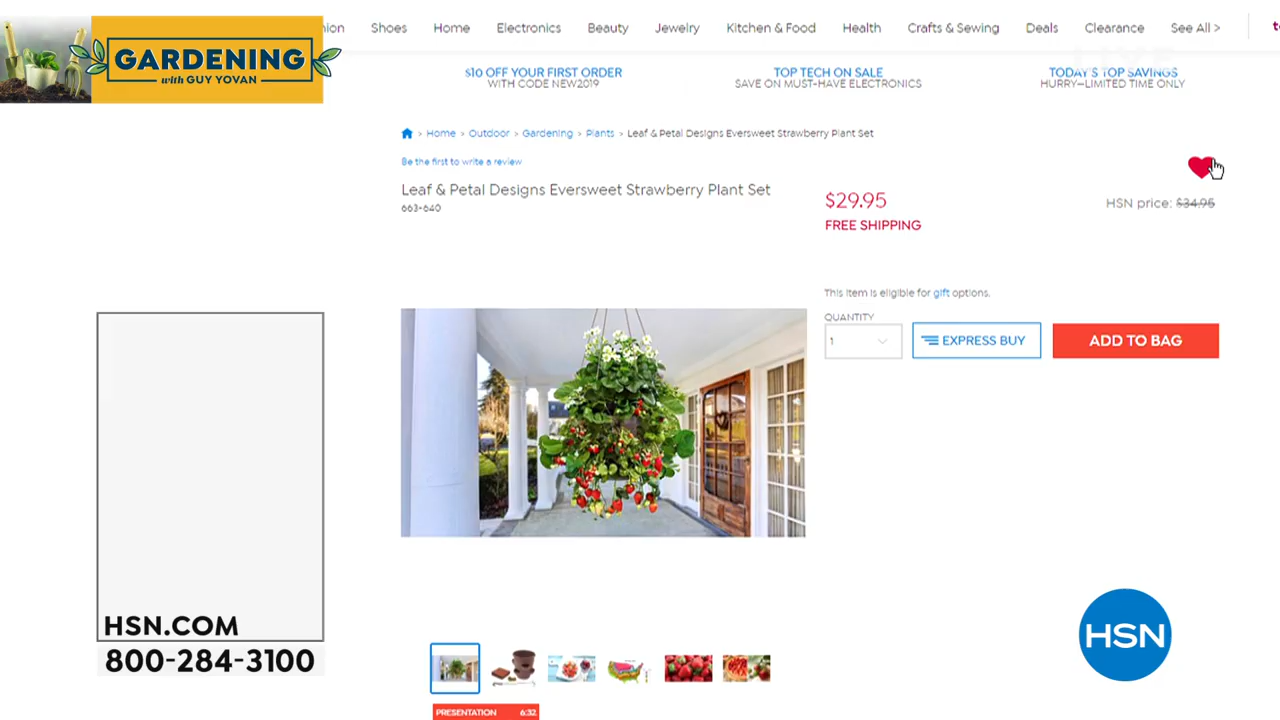 GARDENING
with GUY YOVAN
Shoes
Home
Electronics
Beauty
Jewelry
Kitchen & Food
Health
Crafts & Sewing
Deals
Clearance
See All >
$10 OFF YOUR FIRST ORDER
WITH CODE NEW2019
TOP TECH ON SALE
SAVE ON MUST-HAVE ELECTRONICS
TODAY'S TOP SAVINGS
HURRY—LIMITED TIME ONLY
> Home > Outdoor > Gardening > Plants > Leaf & Petal Designs Eversweet Strawberry Plant Set
Be the first to write a review
Leaf & Petal Designs Eversweet Strawberry Plant Set
663-640
$29.95
HSN price: $34.95
FREE SHIPPING
This item is eligible for gift options.
QUANTITY
1
EXPRESS BUY
ADD TO BAG
HSN.COM
800-284-3100
HSN
PRESENTATION 6:32